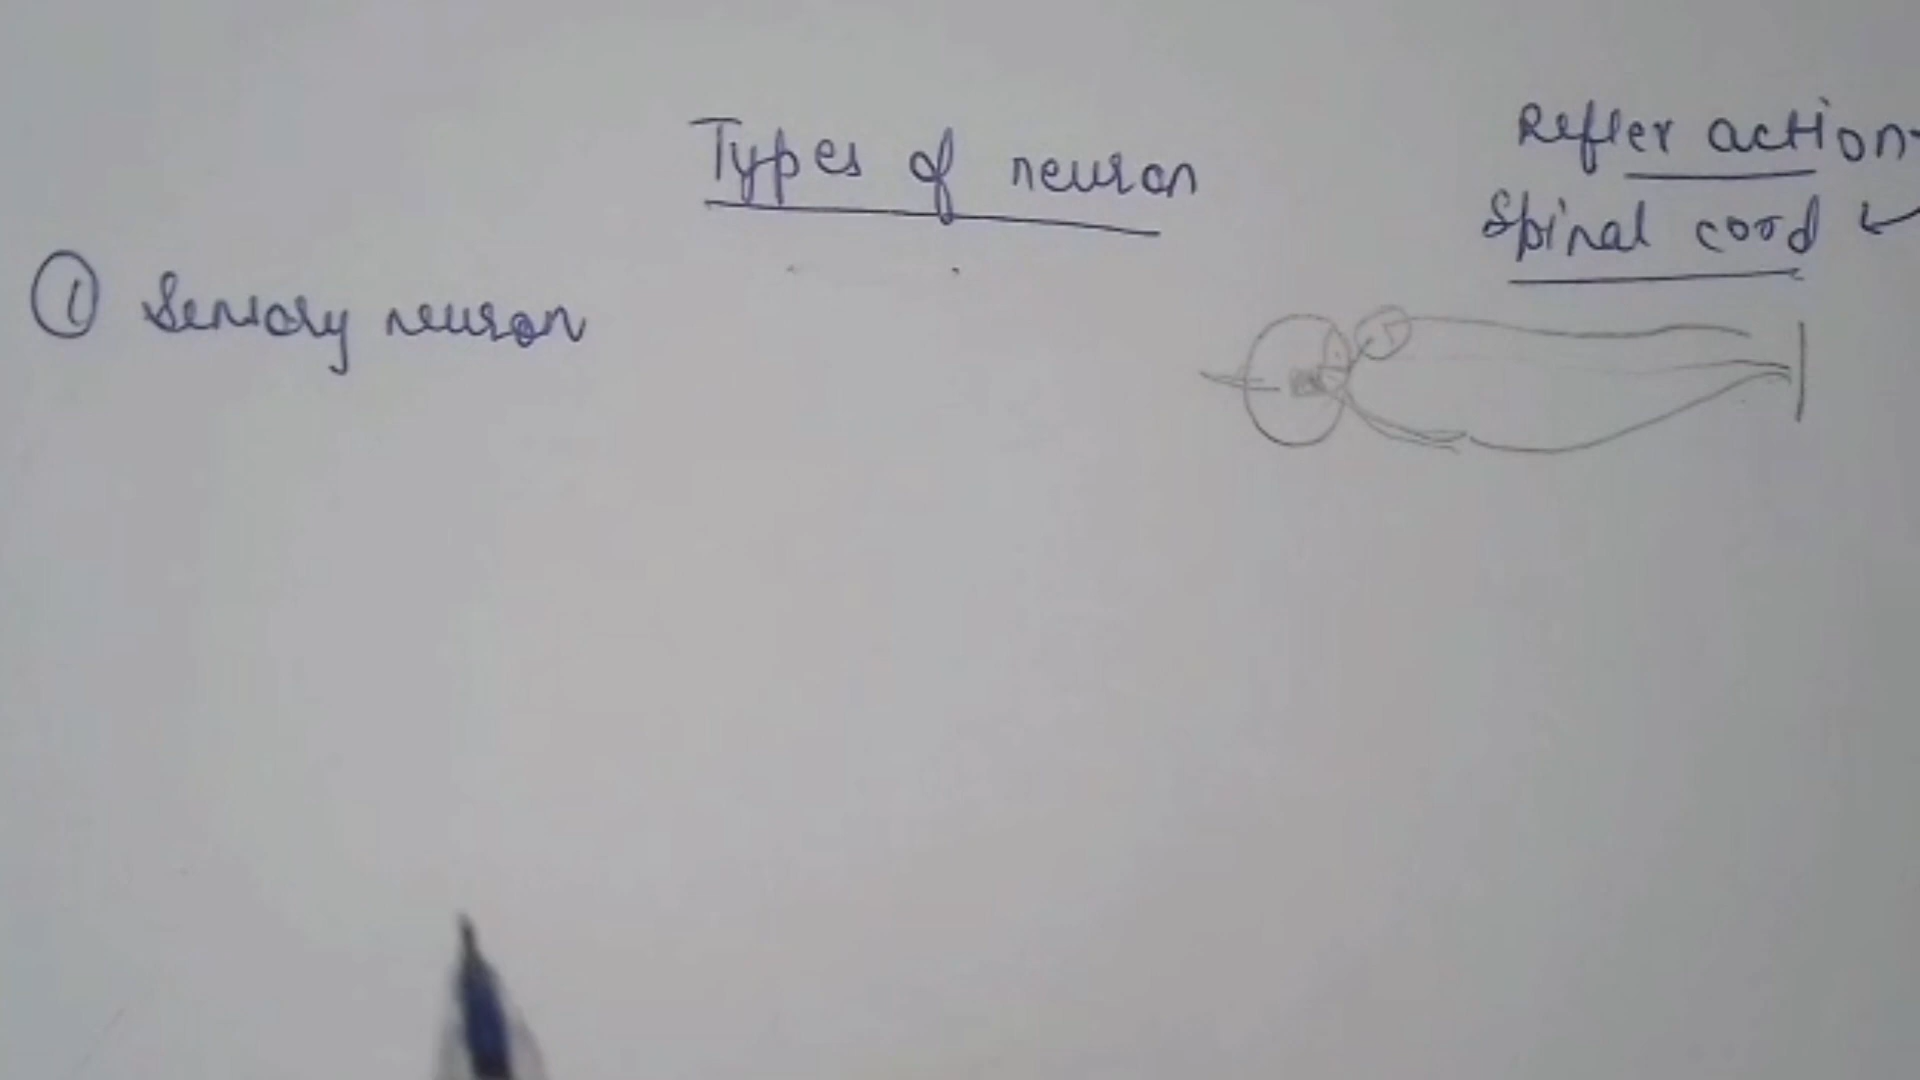 Types of neuron
Reflex action
Spinal cord
① Sensory neuron